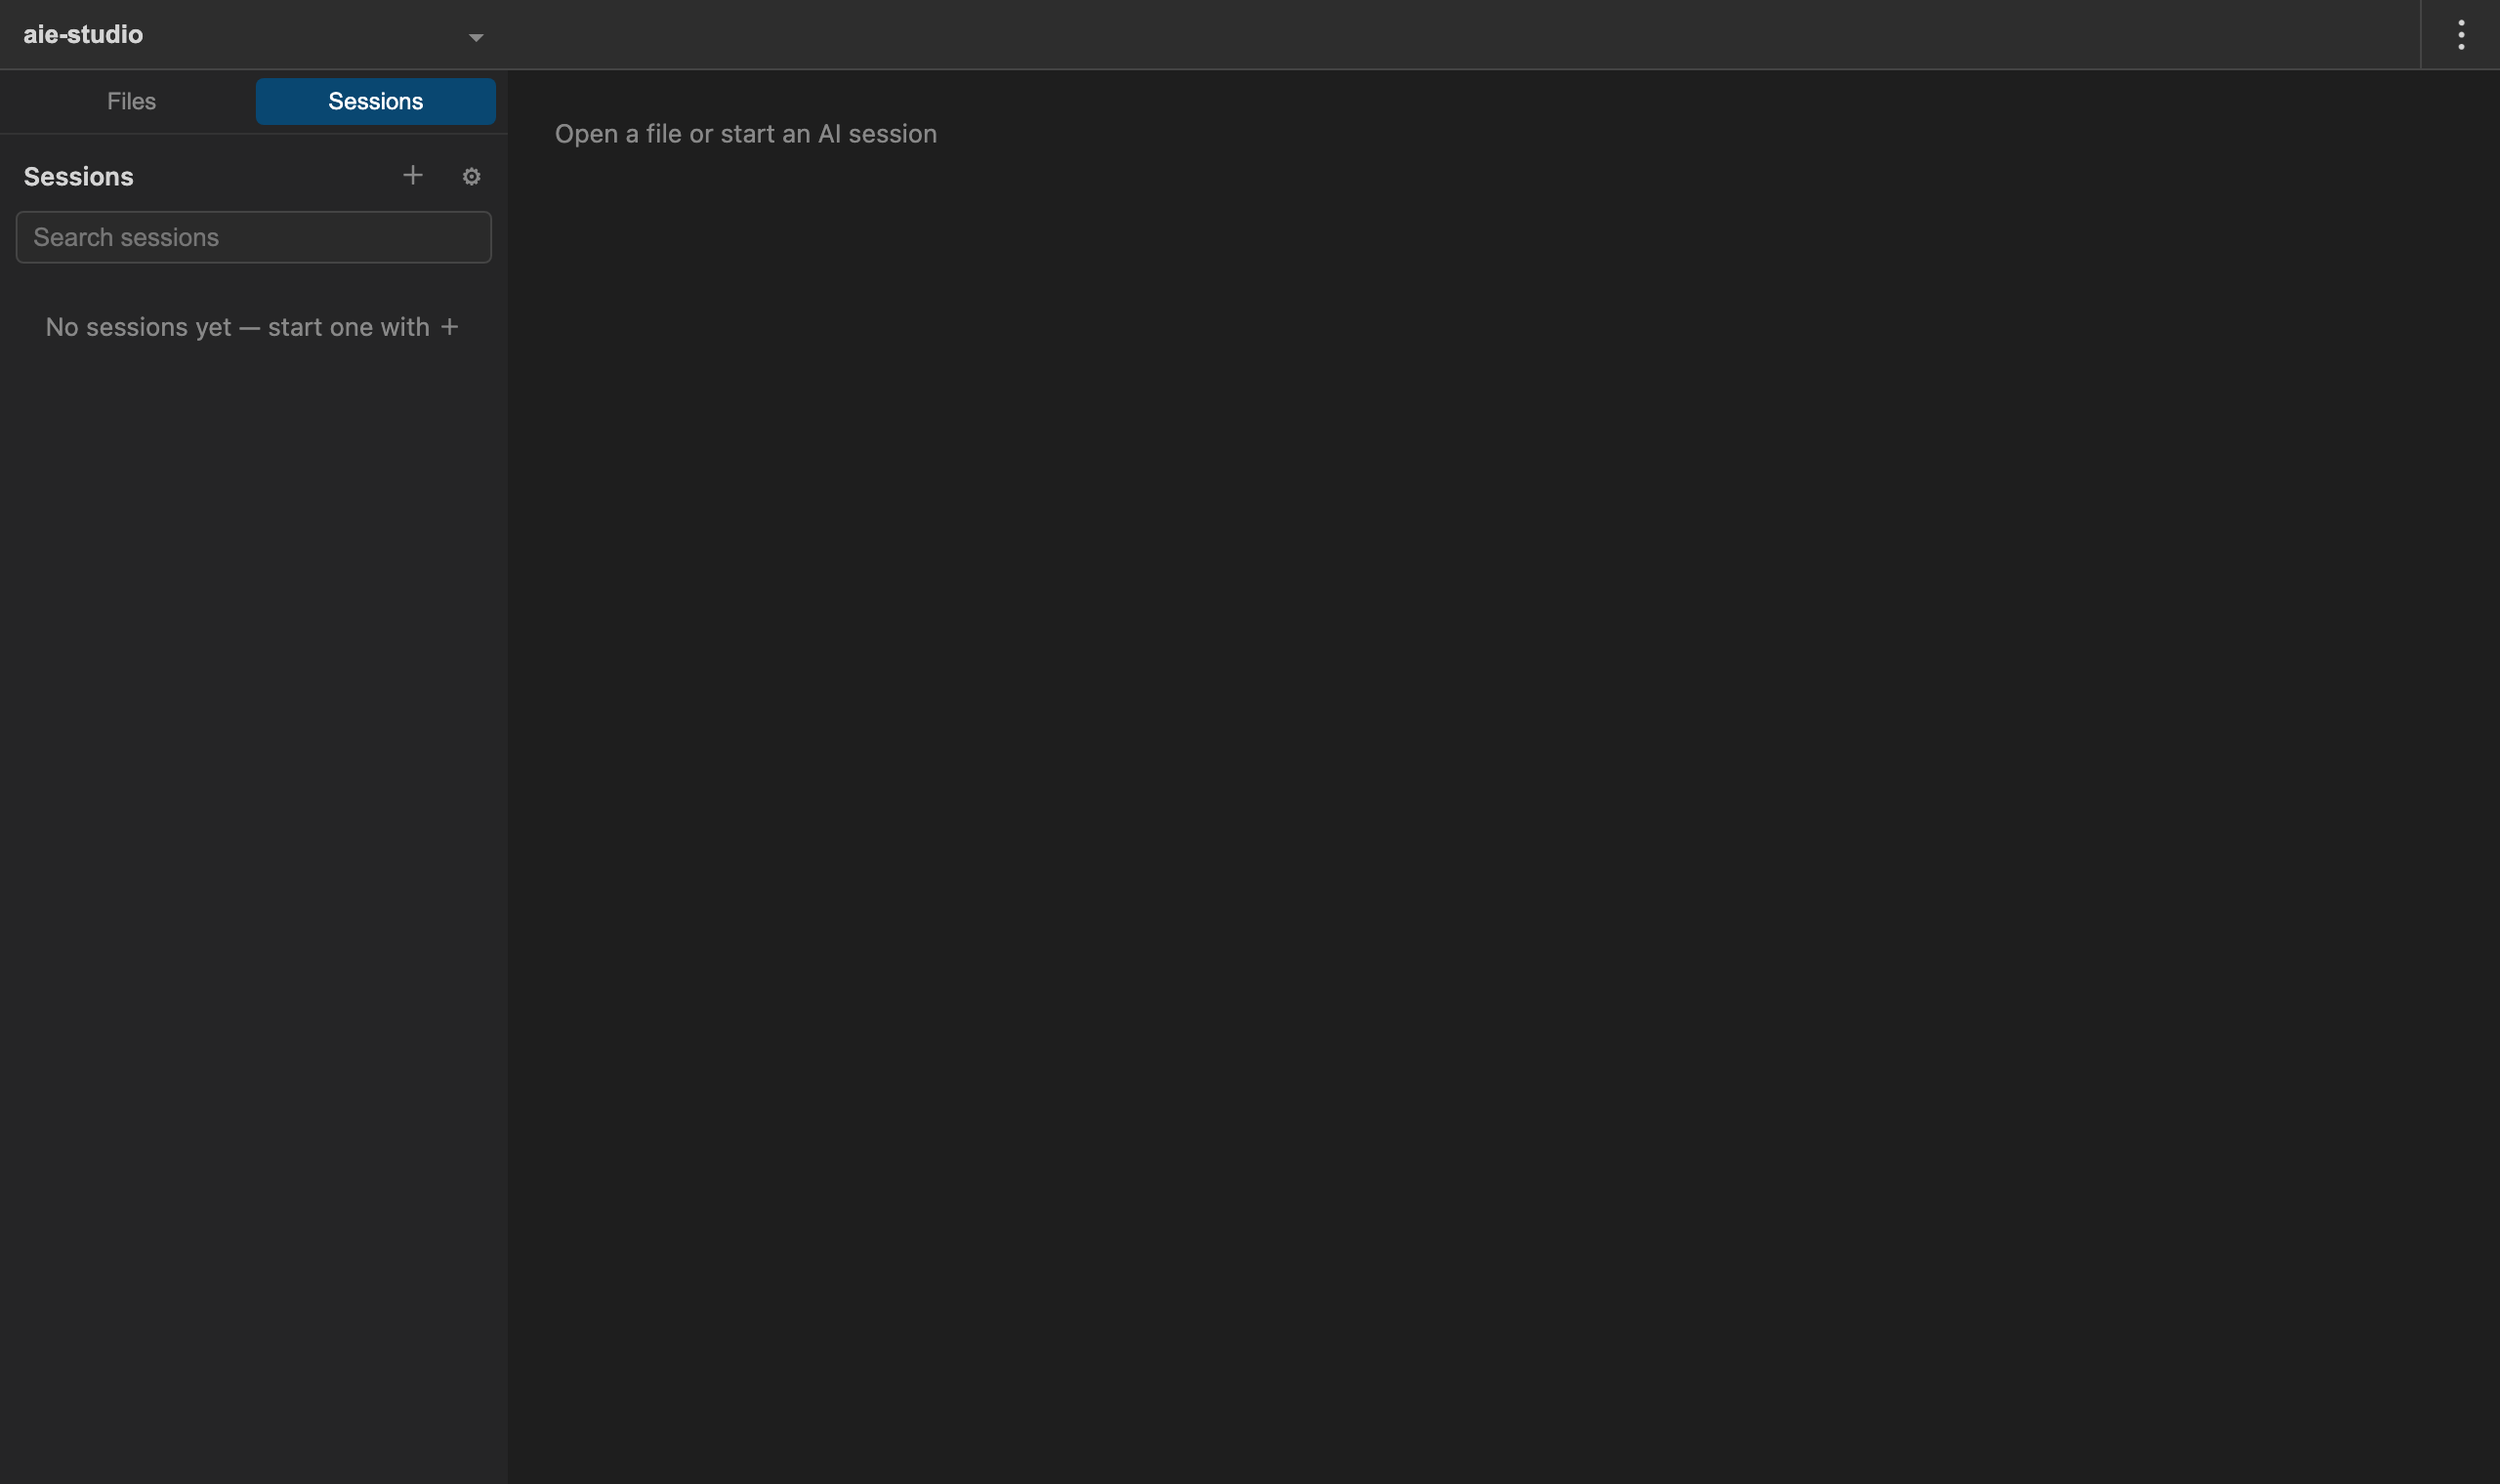 aie-studio
Files
Sessions
Open a file or start an AI session
Sessions
Search sessions
No sessions yet — start one with +